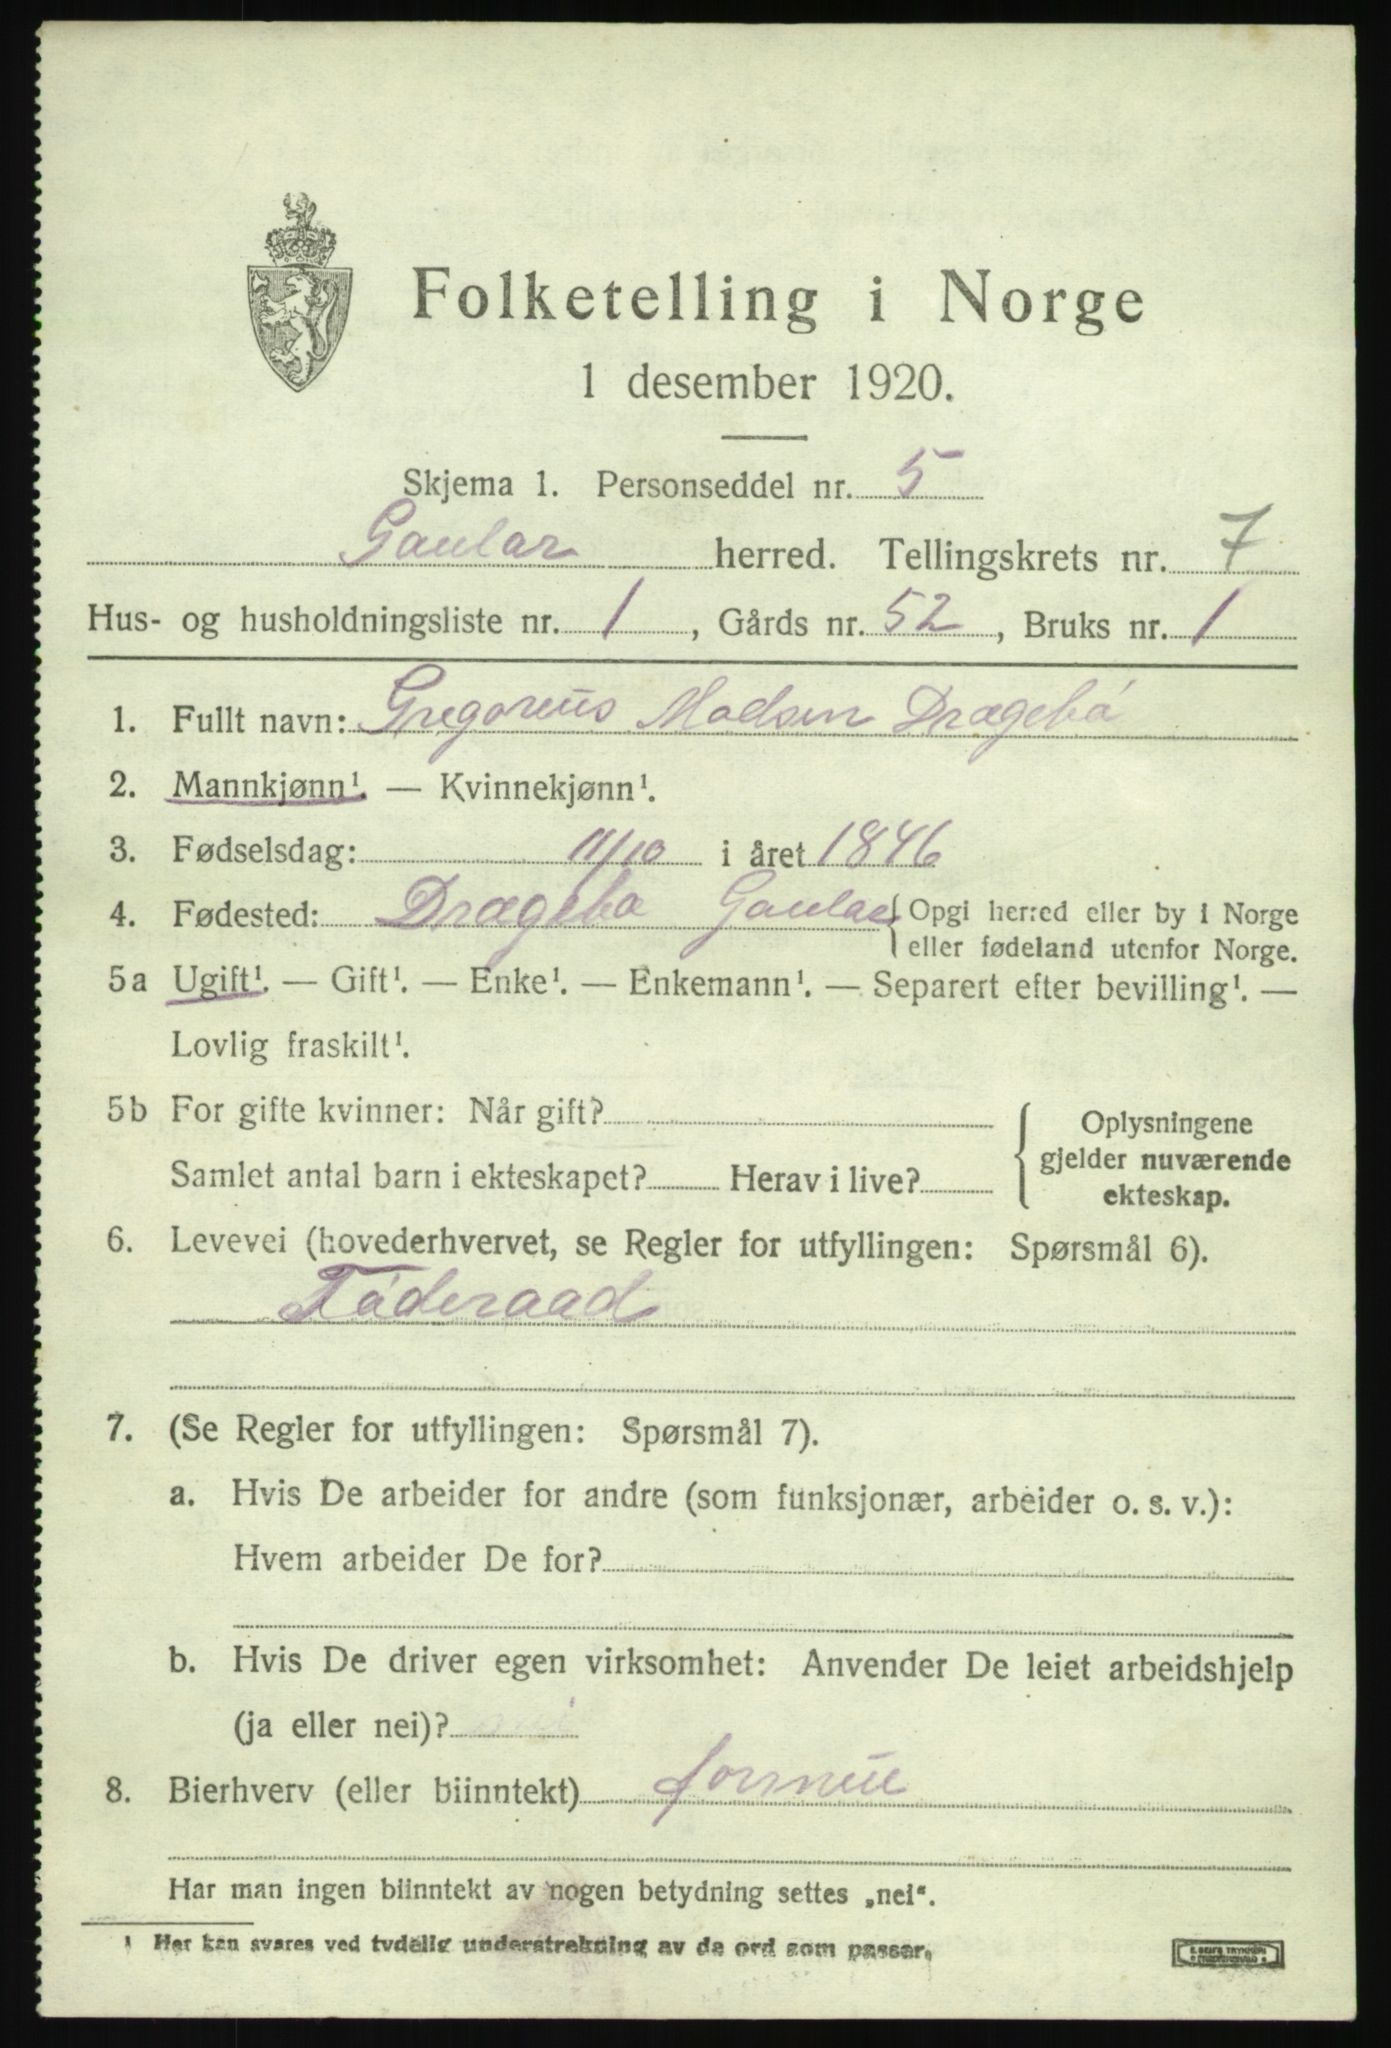 Folketelling i Norge
1 desember 1920.
Skjema 1. Personseddel nr. 5
Gaular herred. Tellingskrets nr. 7
Hus- og husholdningsliste nr. 1, Gårds nr. 52, Bruks nr. 1
1. Fullt navn: Gregorius Madsen Drægebó
2. Mannkjønn¹. — Kvinnekjønn¹.
3. Fødselsdag: 11/10 i året 1846
4. Fødested: Drægebo Gaular { Opgi herred eller by i Norge
eller fødeland utenfor Norge.
5a Ugift¹. — Gift¹. — Enke¹. — Enkemann¹. — Separert efter bevilling¹. —
Lovlig fraskilt¹.
5b For gifte kvinner: Når gift?
Samlet antal barn i ekteskapet? Herav i live?
Oplysningene
gjelder nuværende
ekteskap.
6. Levevei (hovederhvervet, se Regler for utfyllingen: Spørsmål 6).
Fóderaad
7. (Se Regler for utfyllingen: Spørsmål 7).
a. Hvis De arbeider for andre (som funksjonær, arbeider o. s. v.):
Hvem arbeider De for?
b. Hvis De driver egen virksomhet: Anvender De leiet arbeidshjelp
(ja eller nei)? nei
8. Bierhverv (eller biinntekt) formue
Har man ingen biinntekt av nogen betydning settes „nei“.
¹ Her kan svares ved tydelig understrekning av de ord som passer.